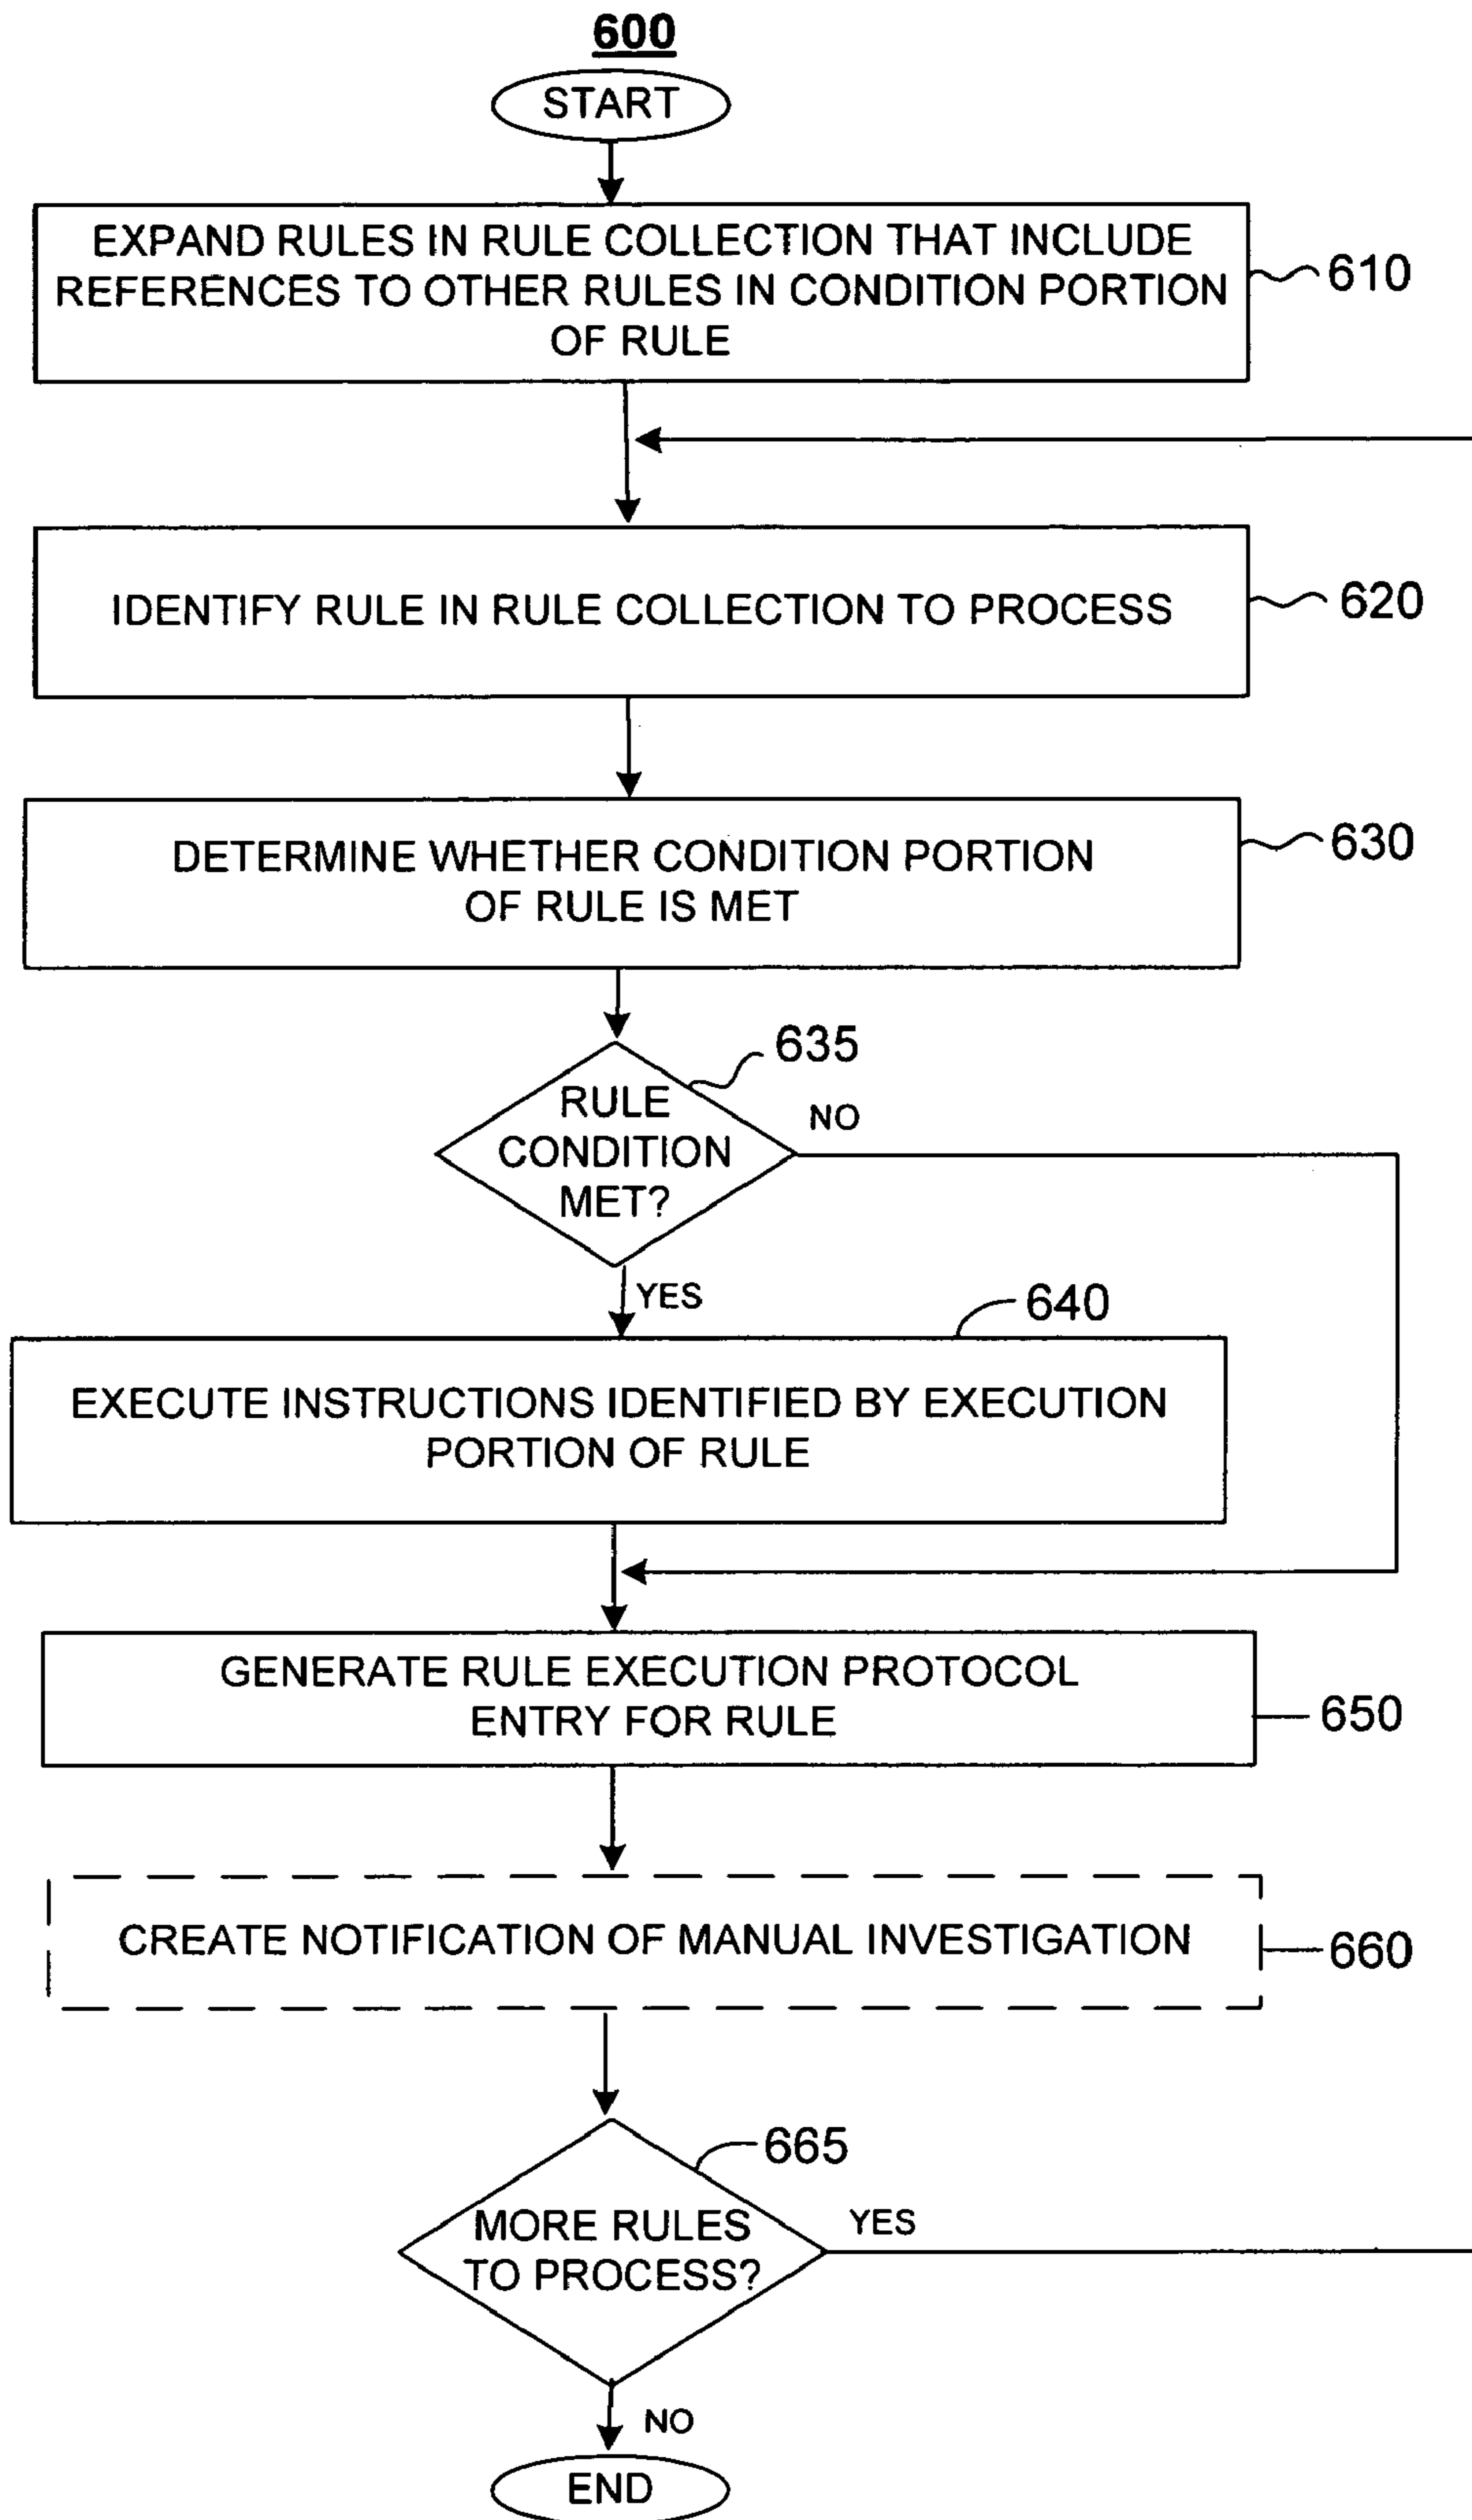 600
START
EXPAND RULES IN RULE COLLECTION THAT INCLUDE
REFERENCES TO OTHER RULES IN CONDITION PORTION
OF RULE
610
IDENTIFY RULE IN RULE COLLECTION TO PROCESS
620
DETERMINE WHETHER CONDITION PORTION
OF RULE IS MET
630
635
RULE
CONDITION
MET?
NO
YES
640
EXECUTE INSTRUCTIONS IDENTIFIED BY EXECUTION
PORTION OF RULE
GENERATE RULE EXECUTION PROTOCOL
ENTRY FOR RULE
650
CREATE NOTIFICATION OF MANUAL INVESTIGATION
660
665
MORE RULES
TO PROCESS?
YES
NO
END